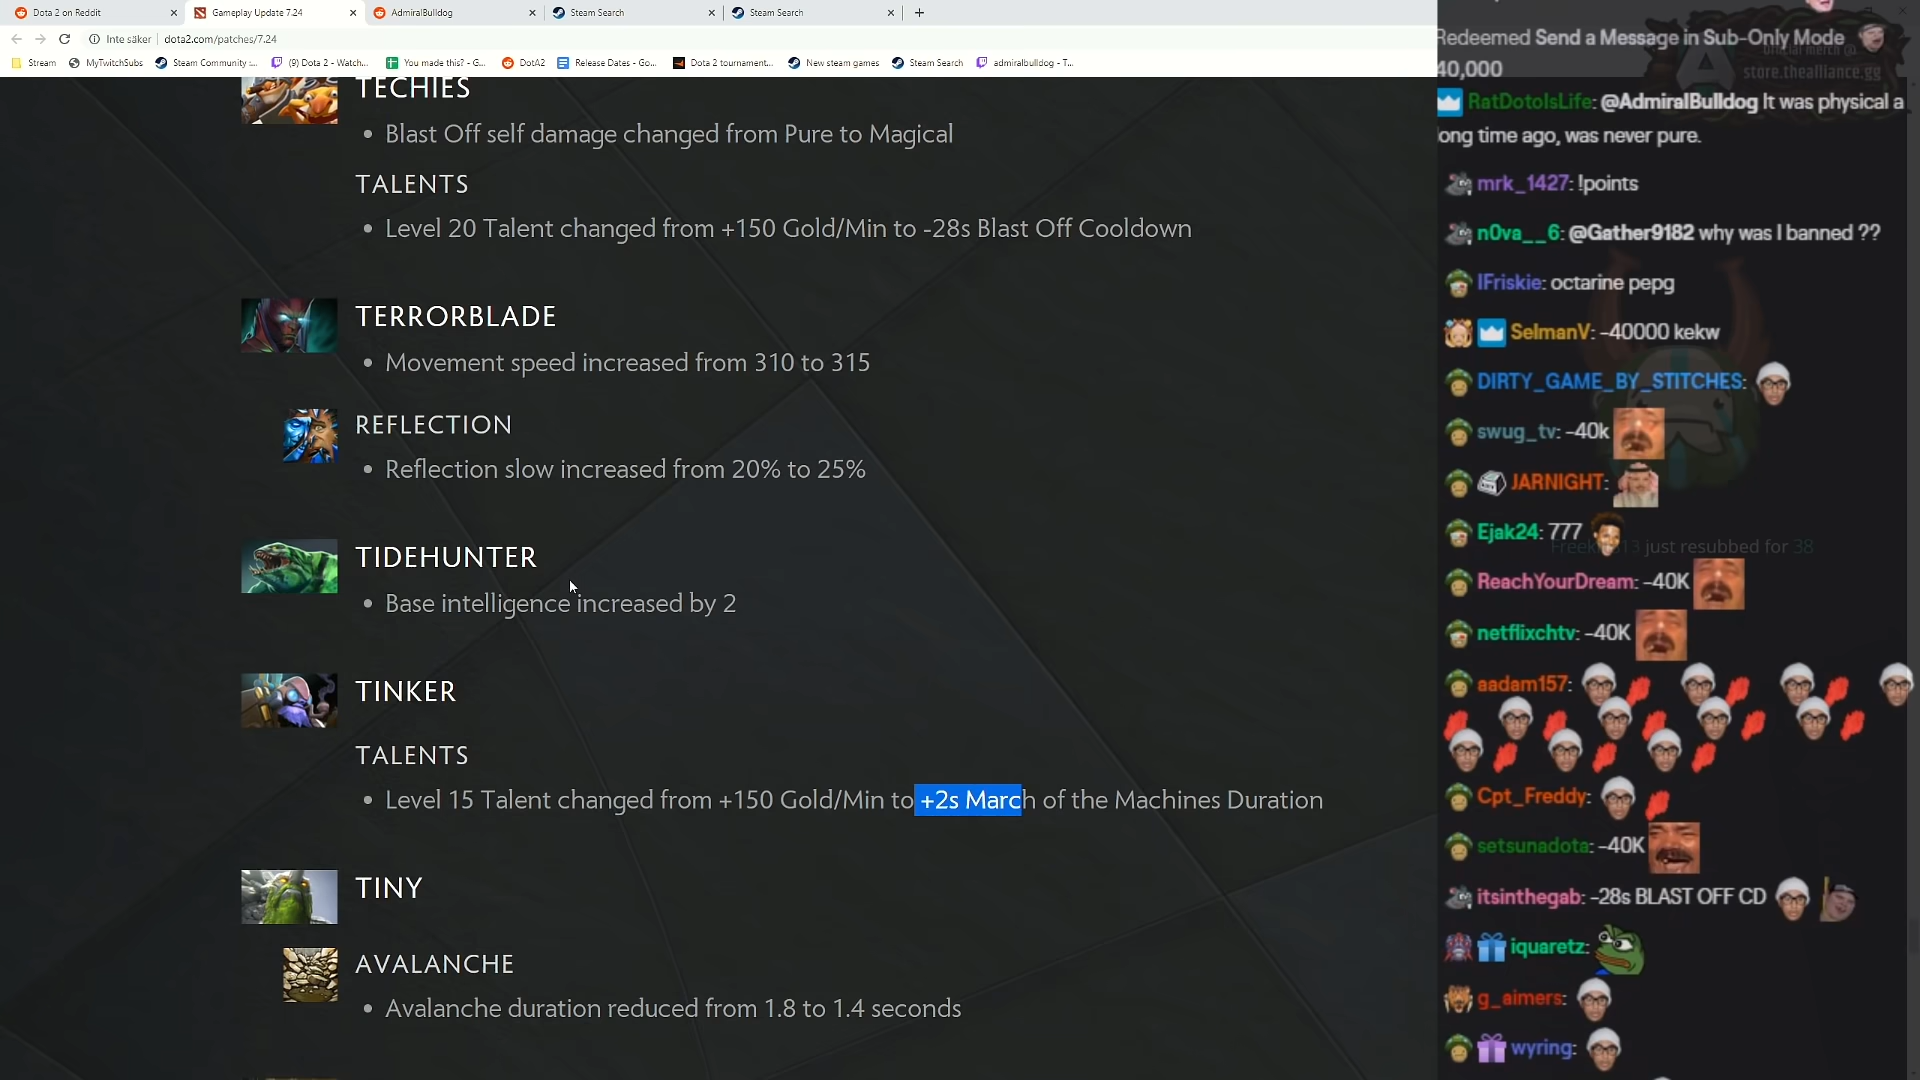 Dota 2 on Reddit
Gameplay Update 7.24
AdmiralBulldog
Steam Search
Steam Search
Inte säker
dota2.com/patches/7.24
Stream
MyTwitchSubs
Steam Community :...
(9) Dota 2 - Watch...
You made this? - G...
DotA2
Release Dates - Go...
Dota 2 tournament...
New steam games
Steam Search
admiralbulldog - T...
TECHIES
• Blast Off self damage changed from Pure to Magical
TALENTS
• Level 20 Talent changed from +150 Gold/Min to -28s Blast Off Cooldown
TERRORBLADE
• Movement speed increased from 310 to 315
REFLECTION
• Reflection slow increased from 20% to 25%
TIDEHUNTER
• Base intelligence increased by 2
TINKER
TALENTS
• Level 15 Talent changed from +150 Gold/Min to +2s March of the Machines Duration
TINY
AVALANCHE
• Avalanche duration reduced from 1.8 to 1.4 seconds
Redeemed Send a Message in Sub-Only Mode
40,000
store.thealliance.gg
RatDotoIsLife: @AdmiralBulldog It was physical a
ong time ago, was never pure.
mrk_1427: !points
n0va__6: @Gather9182 why was I banned ??
IFriskie: octarine pepg
SelmanV: -40000 kekw
DIRTY_GAME_BY_STITCHES:
swug_tv: -40k
JARNIGHT:
Ejak24: 777
just resubbed for 38
ReachYourDream: -40K
netflixchtv: -40K
aadam157:
Cpt_Freddy:
setsunadota: -40K
itsinthegab: -28s BLAST OFF CD
iquaretz:
g_aimers:
wyring: